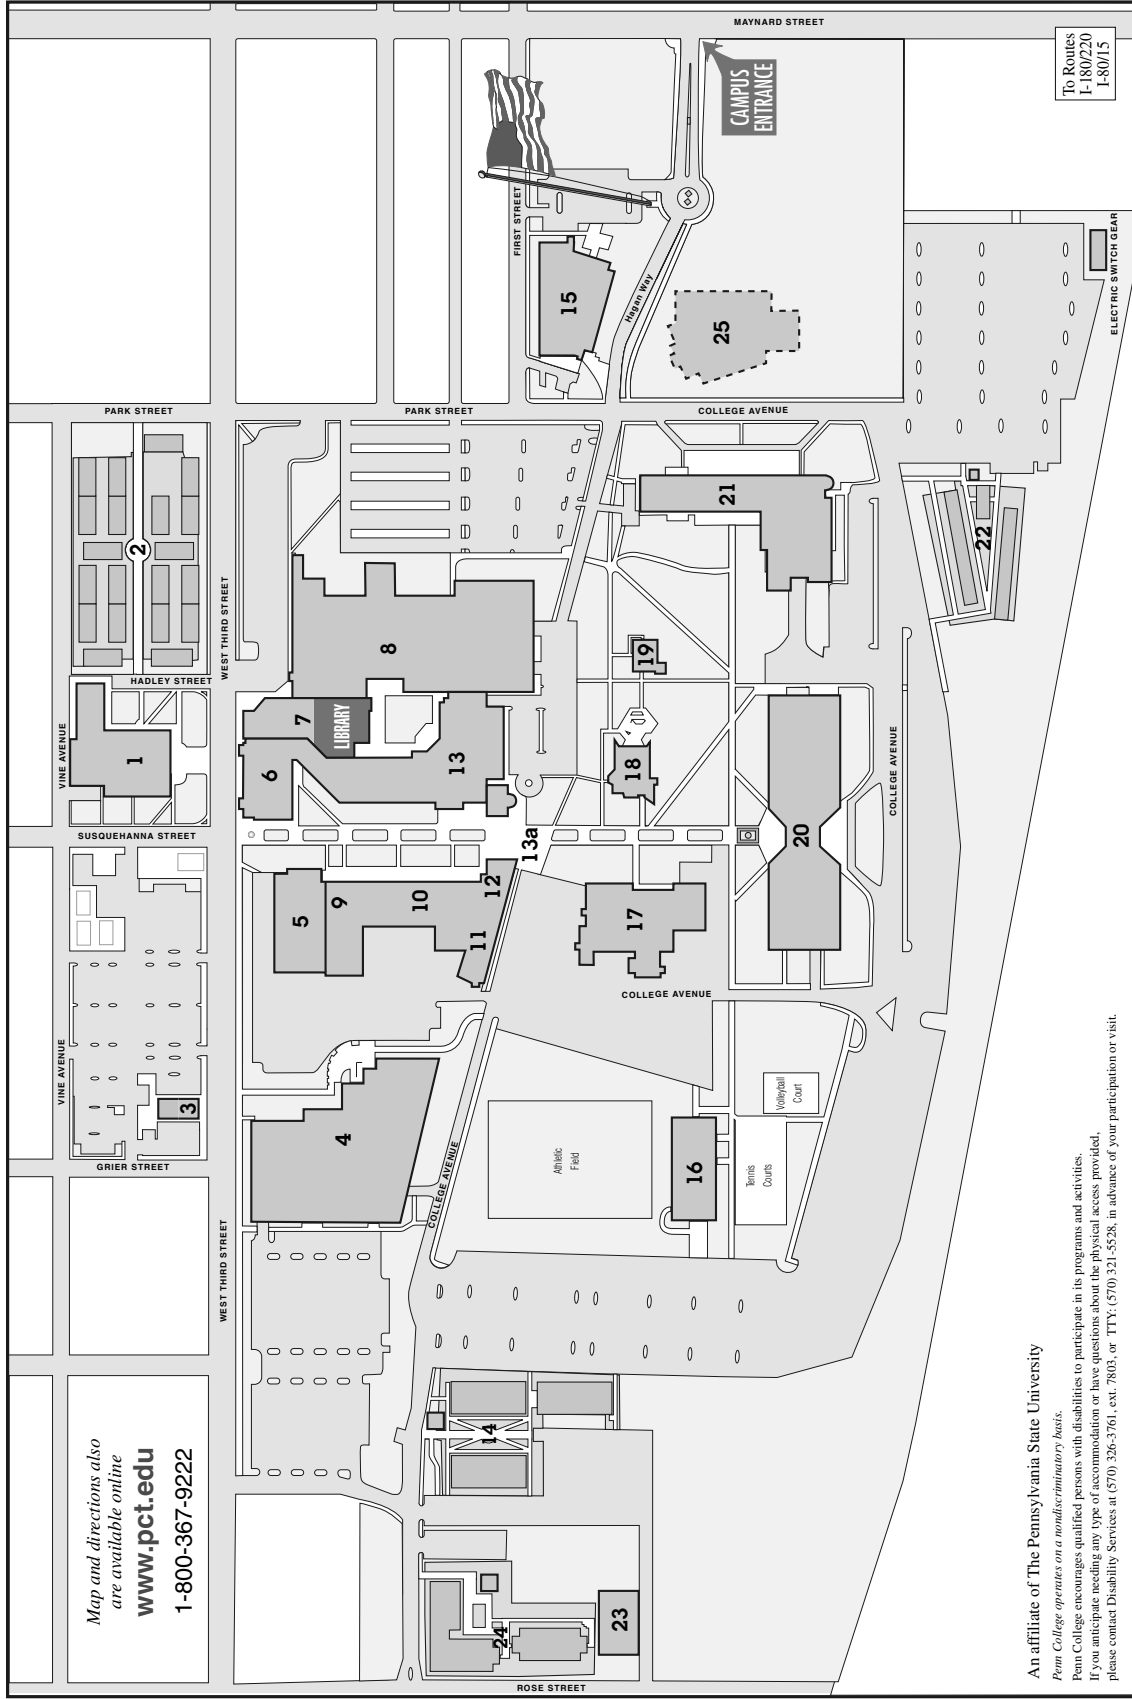 MAYNARD STREET
To Routes
I-180/220
I-80/15
CAMPUS
ENTRANCE
FIRST STREET
ELECTRIC SWITCH GEAR
15
Hagan Way
25
PARK STREET
PARK STREET
COLLEGE AVENUE
2
21
22
WEST THIRD STREET
8
19
HADLEY STREET
VINE AVENUE
1
7
LIBRARY
6
13
18
COLLEGE AVENUE
SUSQUEHANNA STREET
13a
20
5
9
10
12
11
17
COLLEGE AVENUE
VINE AVENUE
3
4
Volleyball
Court
GRIER STREET
COLLEGE AVENUE
Athletic
Field
16
Tennis
Courts
WEST THIRD STREET
14
Map and directions also
are available online
www.pct.edu
1-800-367-9222
24
23
ROSE STREET
An affiliate of The Pennsylvania State University
Penn College operates on a nondiscriminatory basis.
Penn College encourages qualified persons with disabilities to participate in its programs and activities.
If you anticipate needing any type of accommodation or have questions about the physical access provided,
please contact Disability Services at (570) 326-3761, ext. 7803, or TTY: (570) 321-5528, in advance of your participation or visit.